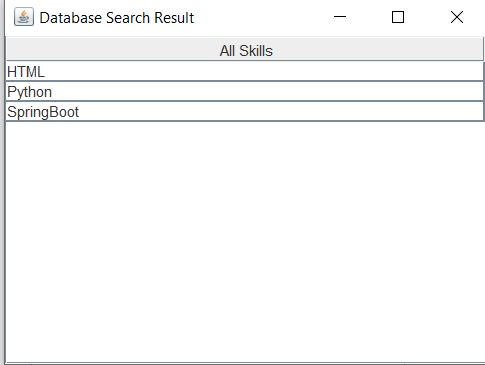 Database Search Result
All Skills
HTML
Python
SpringBoot